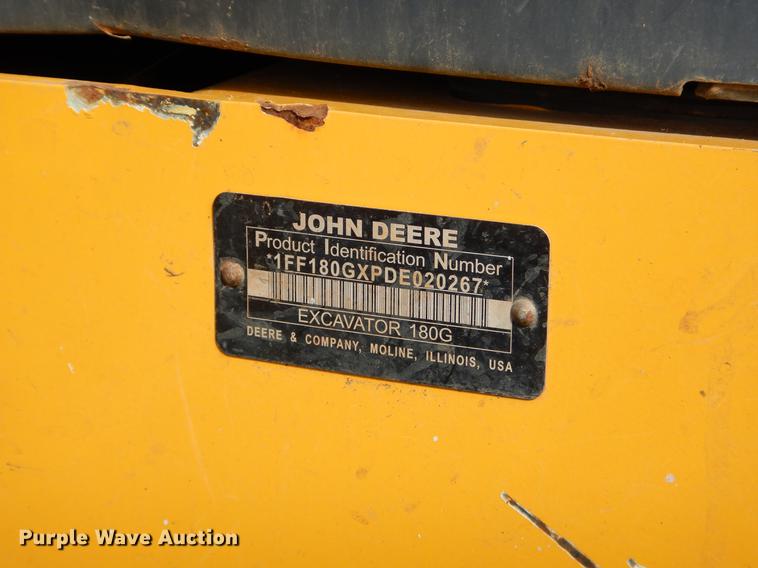 JOHN DEERE
Product Identification Number
*1FF180GXPDE020267*
EXCAVATOR 180G
DEERE & COMPANY, MOLINE, ILLINOIS, USA
Purple Wave Auction